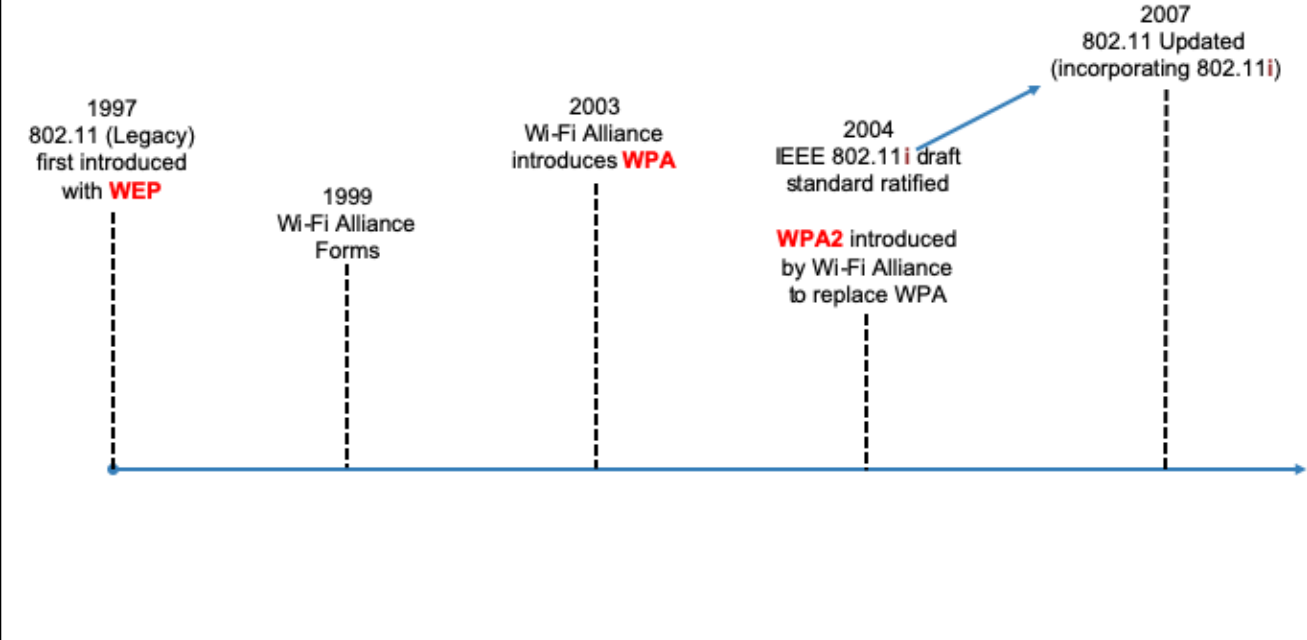 1997
802.11 (Legacy)
first introduced
with WEP
1999
Wi-Fi Alliance
Forms
2003
Wi-Fi Alliance
introduces WPA
2004
IEEE 802.11i draft
standard ratified
WPA2 introduced
by Wi-Fi Alliance
to replace WPA
2007
802.11 Updated
(incorporating 802.11i)